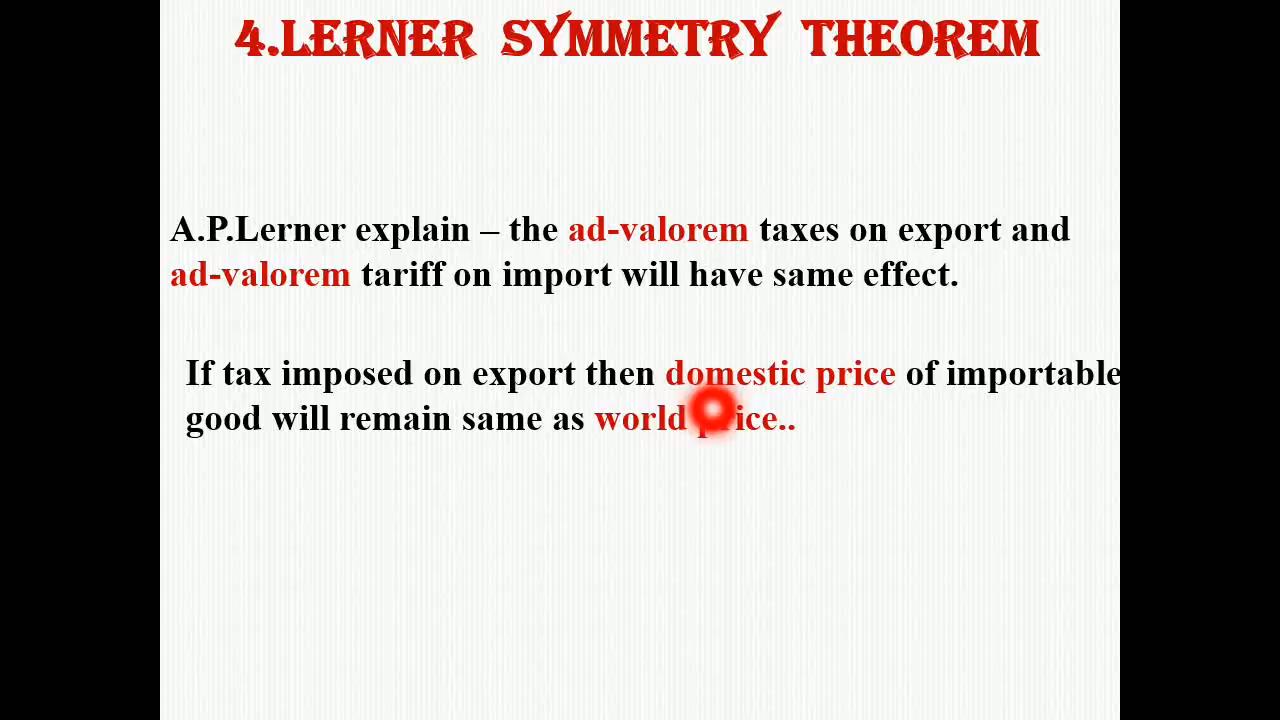 4.LERNER SYMMETRY THEOREM
A.P.Lerner explain – the ad-valorem taxes on export and
ad-valorem tariff on import will have same effect.
If tax imposed on export then domestic price of importable
good will remain same as world price..